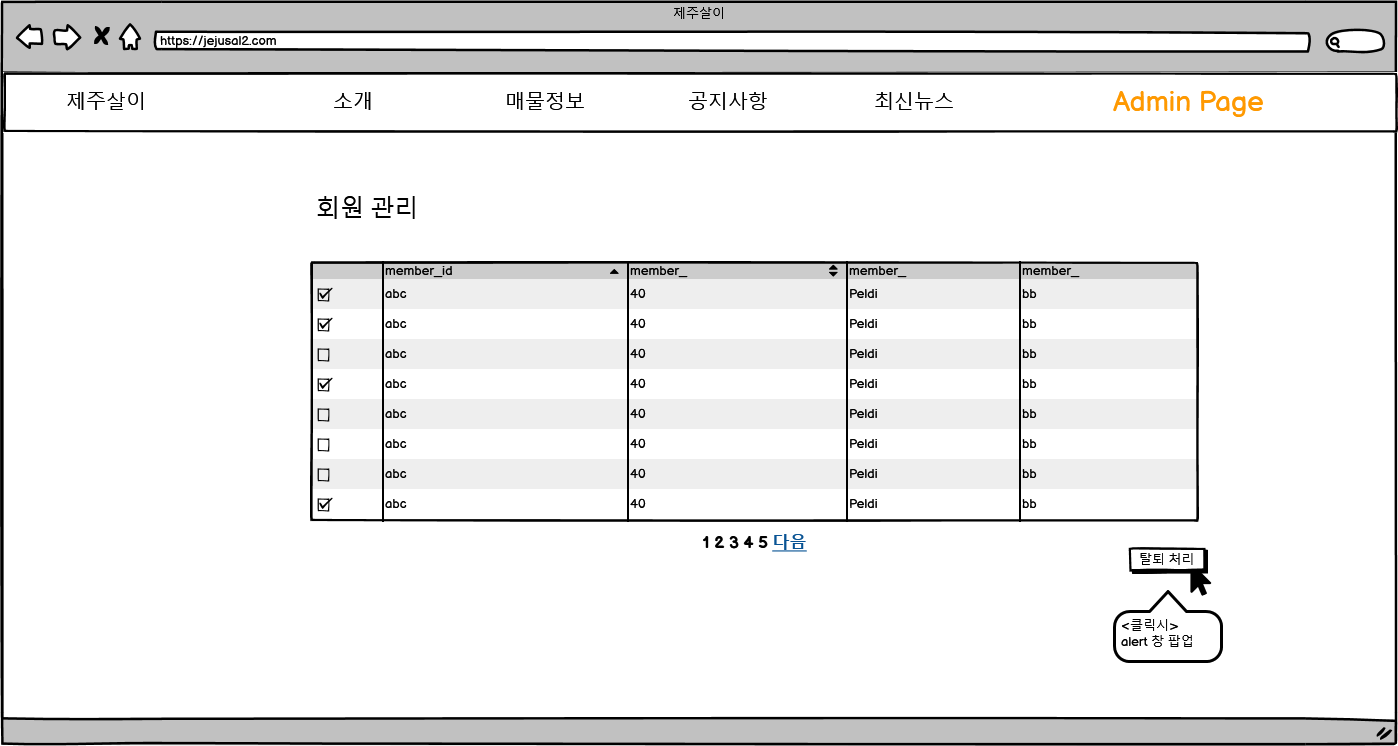 제주살이
https://jejusal2.com
제주살이 소개 매물정보 공지사항 최신뉴스 Admin Page
회원 관리
member_id member_ member_ member_
abc 40 Peldi bb
abc 40 Peldi bb
abc 40 Peldi bb
abc 40 Peldi bb
abc 40 Peldi bb
abc 40 Peldi bb
abc 40 Peldi bb
abc 40 Peldi bb
1 2 3 4 5 다음
탈퇴 처리
<클릭시>
alert 창 팝업